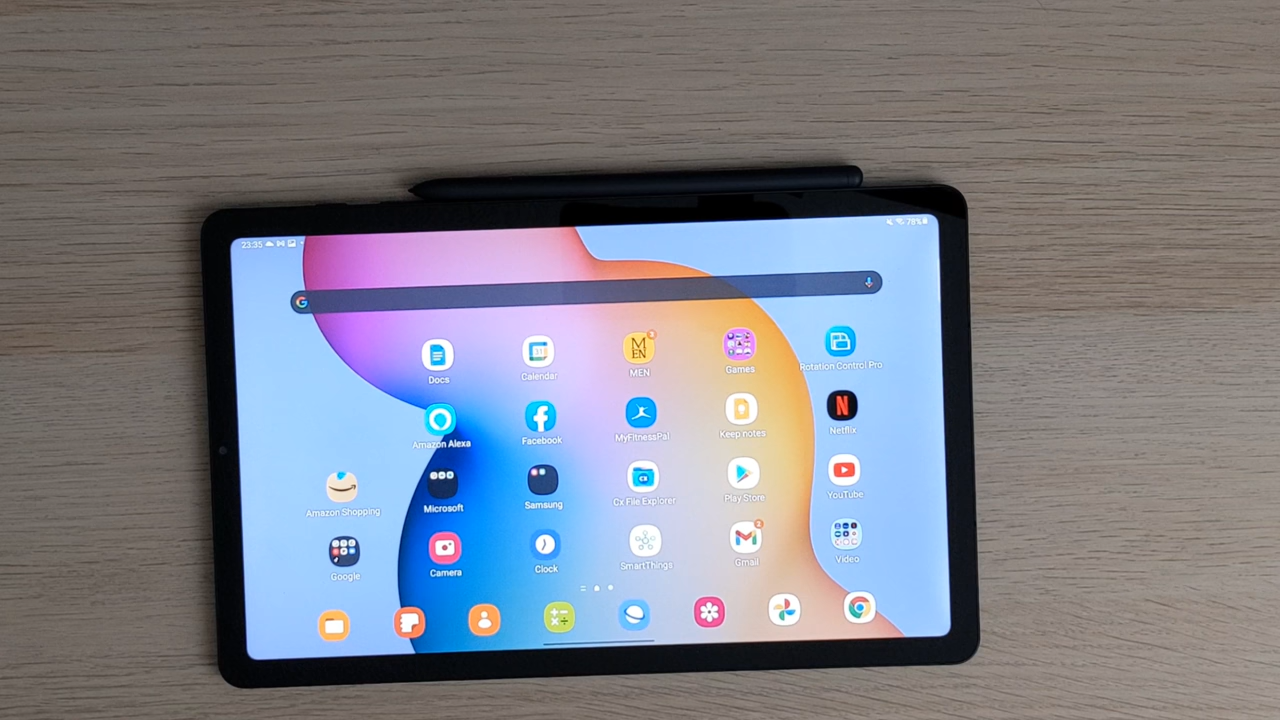 23:35
78%
G
Docs
Calendar
MEN
Games
Rotation Control Pro
Amazon Alexa
Facebook
MyFitnessPal
Keep notes
Netflix
Amazon Shopping
Microsoft
Samsung
Cx File Explorer
Play Store
YouTube
Google
Camera
Clock
SmartThings
Gmail
Video